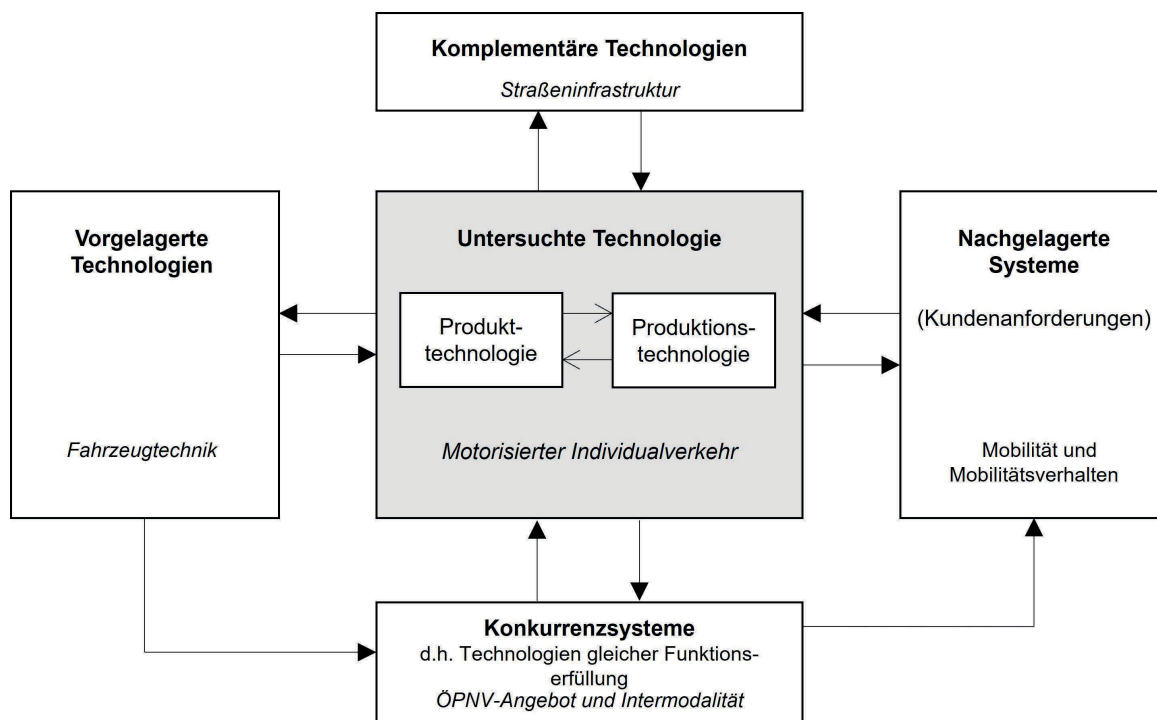 Komplementäre Technologien
Straßeninfrastruktur
Vorgelagerte
Technologien
Fahrzeugtechnik
Untersuchte Technologie
Produkt-
technologie
Produktions-
technologie
Motorisierter Individualverkehr
Nachgelagerte
Systeme
(Kundenanforderungen)
Mobilität und
Mobilitätsverhalten
Konkurrenzsysteme
d.h. Technologien gleicher Funktions-
erfüllung
ÖPNV-Angebot und Intermodalität